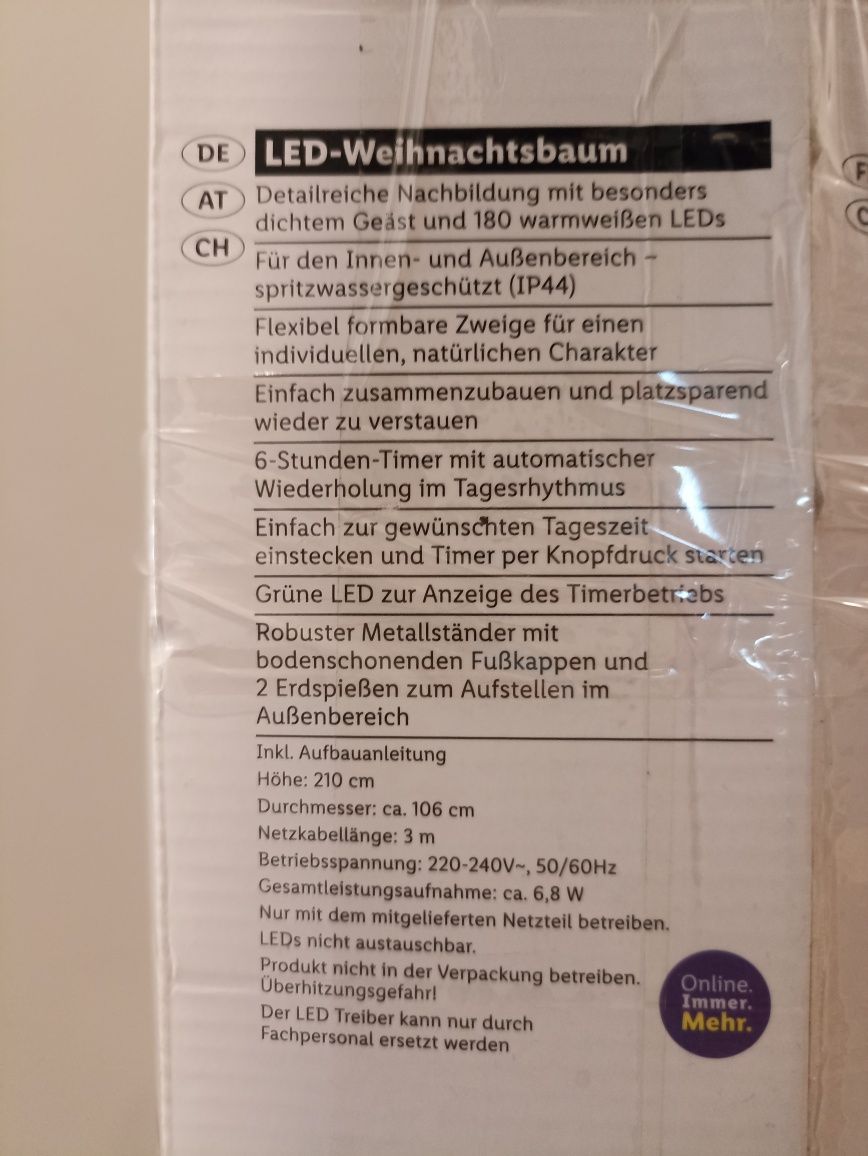 DE
AT
CH
LED-Weihnachtsbaum
Detailreiche Nachbildung mit besonders
dichtem Geäst und 180 warmweißen LEDs
Für den Innen- und Außenbereich –
spritzwassergeschützt (IP44)
Flexibel formbare Zweige für einen
individuellen, natürlichen Charakter
Einfach zusammenzubauen und platzsparend
wieder zu verstauen
6-Stunden-Timer mit automatischer
Wiederholung im Tagesrhythmus
Einfach zur gewünschten Tageszeit
einstecken und Timer per Knopfdruck starten
Grüne LED zur Anzeige des Timerbetriebs
Robuster Metallständer mit
bodenschonenden Fußkappen und
2 Erdspießen zum Aufstellen im
Außenbereich
Inkl. Aufbauanleitung
Höhe: 210 cm
Durchmesser: ca. 106 cm
Netzkabellänge: 3 m
Betriebsspannung: 220-240V~, 50/60Hz
Gesamtleistungsaufnahme: ca. 6,8 W
Nur mit dem mitgelieferten Netzteil betreiben.
LEDs nicht austauschbar.
Produkt nicht in der Verpackung betreiben.
Überhitzungsgefahr!
Der LED Treiber kann nur durch
Fachpersonal ersetzt werden
Online.
Immer.
Mehr.